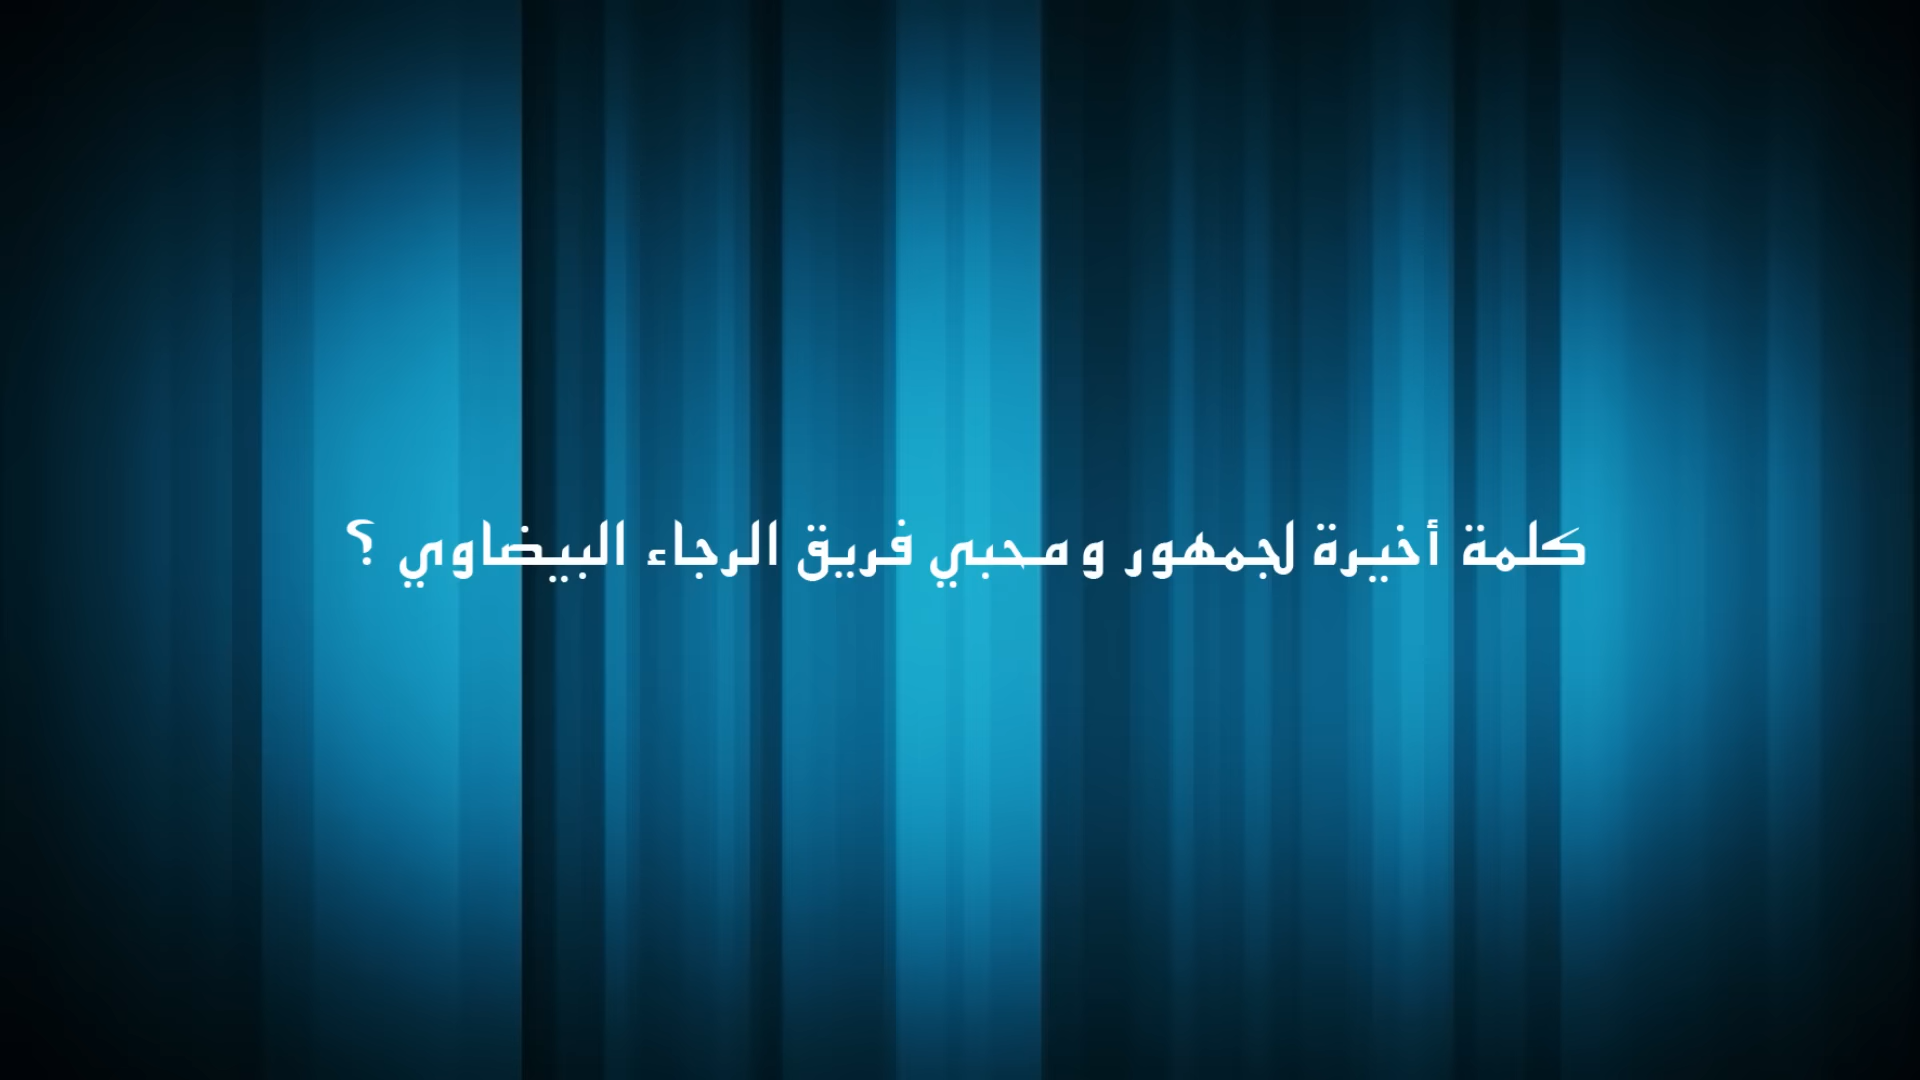 كلمة أخيرة لجمهور و محبي فريق الرجاء البيضاوي ؟